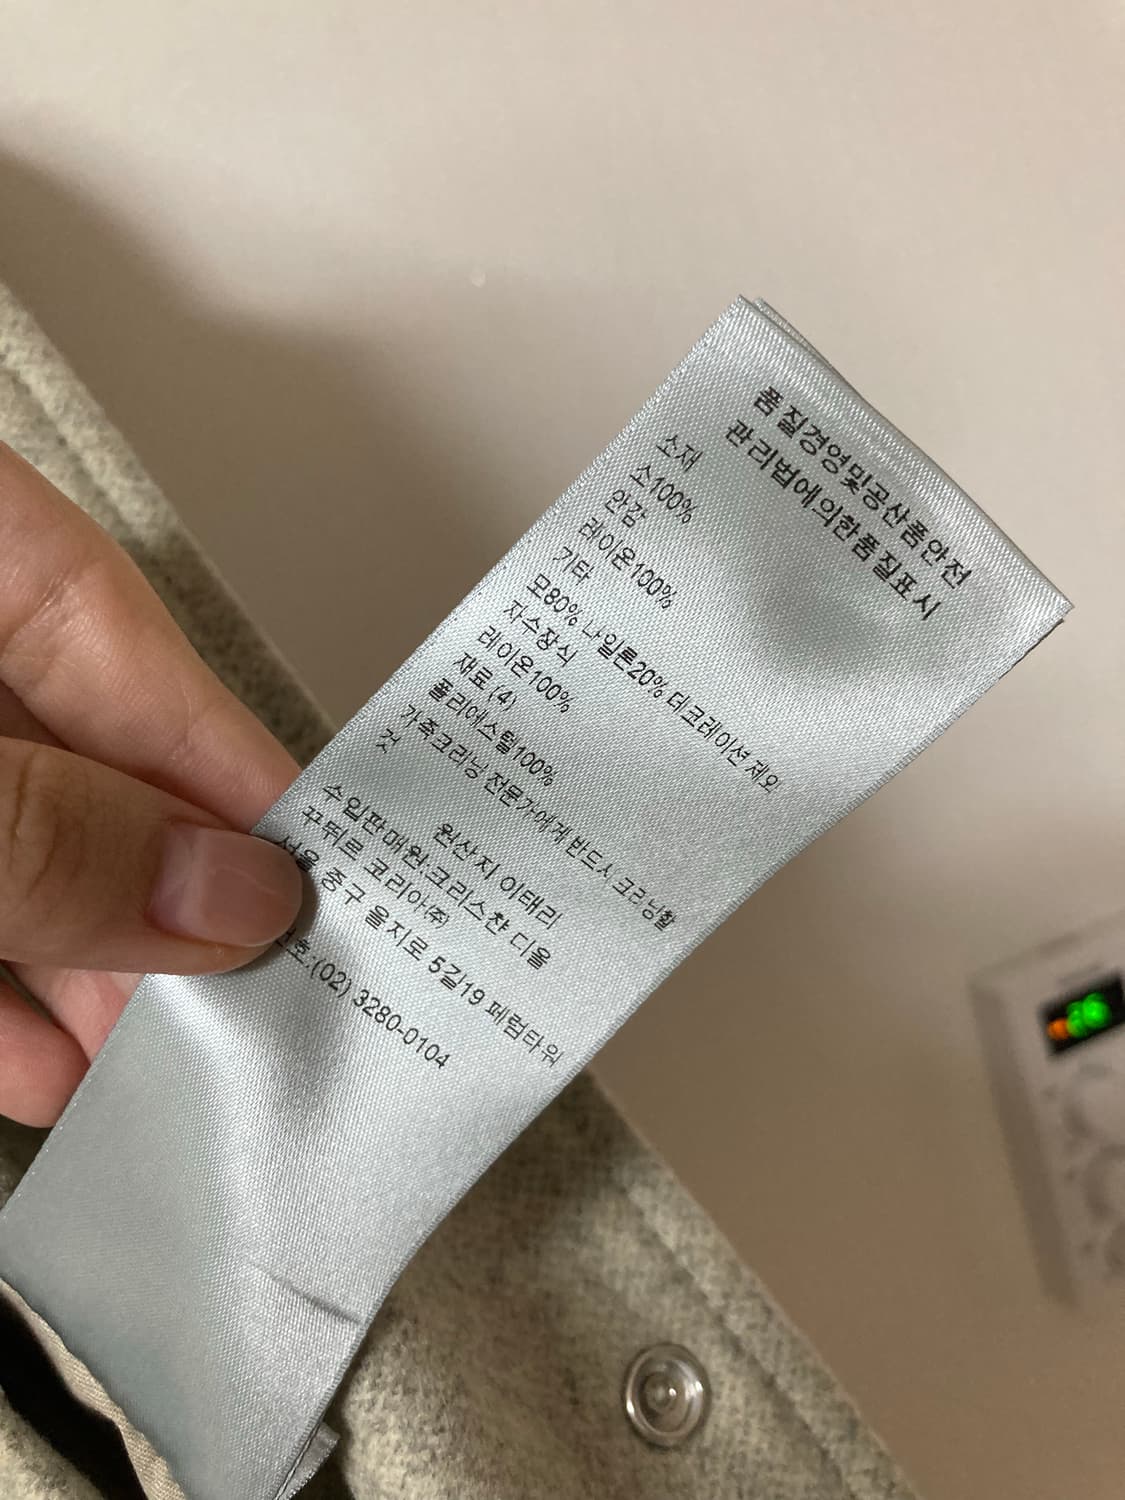 품질경영및공산품안전
관리법에의한품질표시
소재
소100%
안감
레이온100%
기타
모80% 나일론20% 데코레이션 제외
자수장식
레이온100%
재료 (4)
폴리에스틸100%
가죽크리닝 전문가에게 반드시 크리닝할
것
원산지 이태리
수입판매원:크리스챤 디올
꾸뛰르 코리아㈜
서울 중구 을지로 5길19 페럼타워
(02) 3280-0104